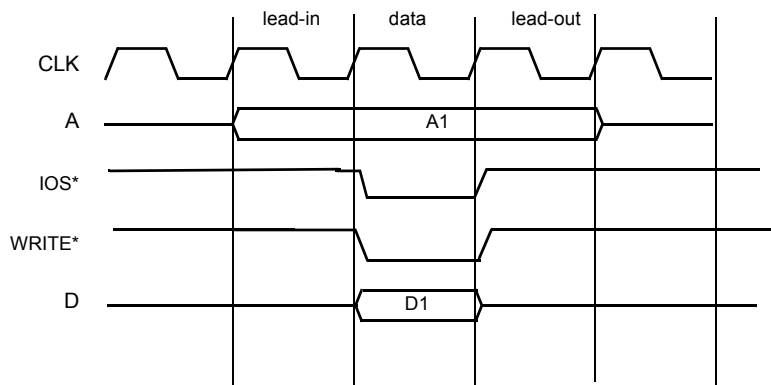 lead-in data lead-out
CLK
A A1
IOS*
WRITE*
D D1